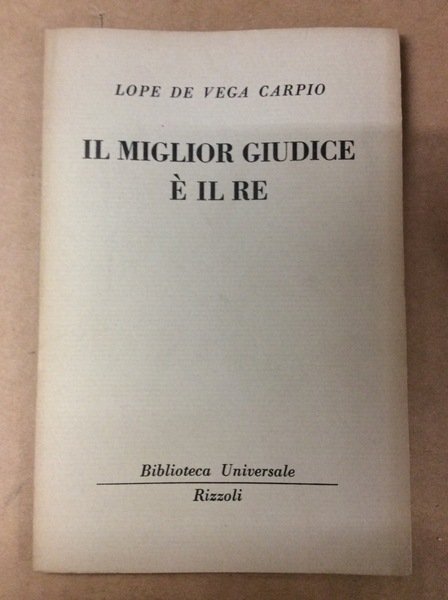 LOPE DE VEGA CARPIO
IL MIGLIOR GIUDICE
È IL RE
Biblioteca Universale
Rizzoli